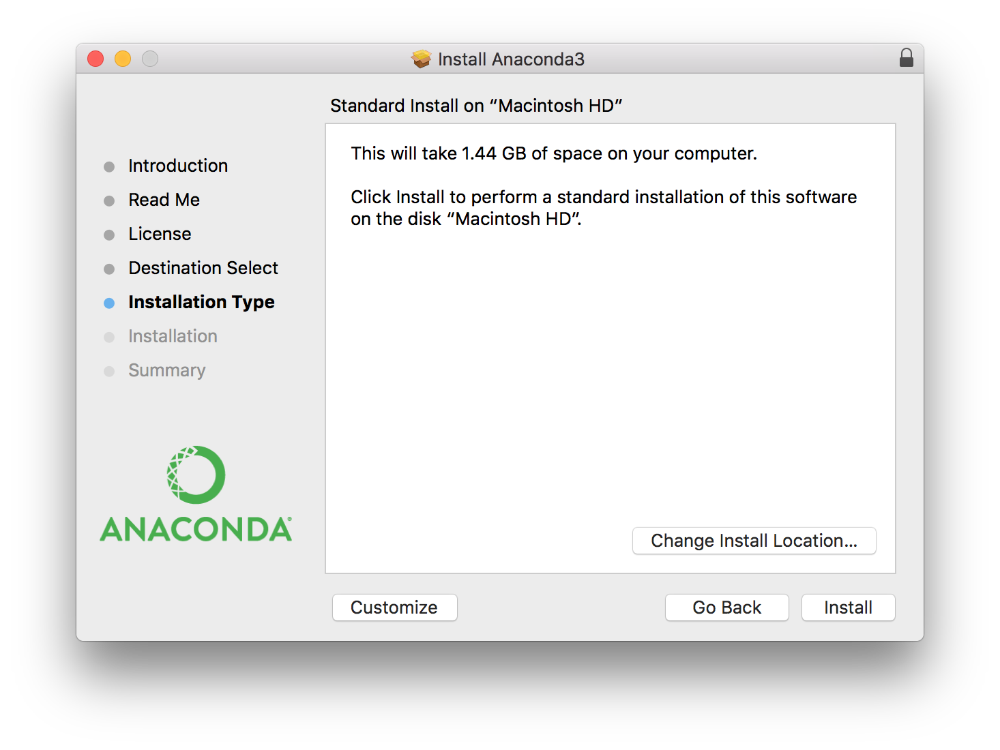 Install Anaconda3
Standard Install on “Macintosh HD”
Introduction
Read Me
License
Destination Select
Installation Type
Installation
Summary
ANACONDA®
This will take 1.44 GB of space on your computer.
Click Install to perform a standard installation of this software
on the disk “Macintosh HD”.
Change Install Location...
Customize
Go Back
Install